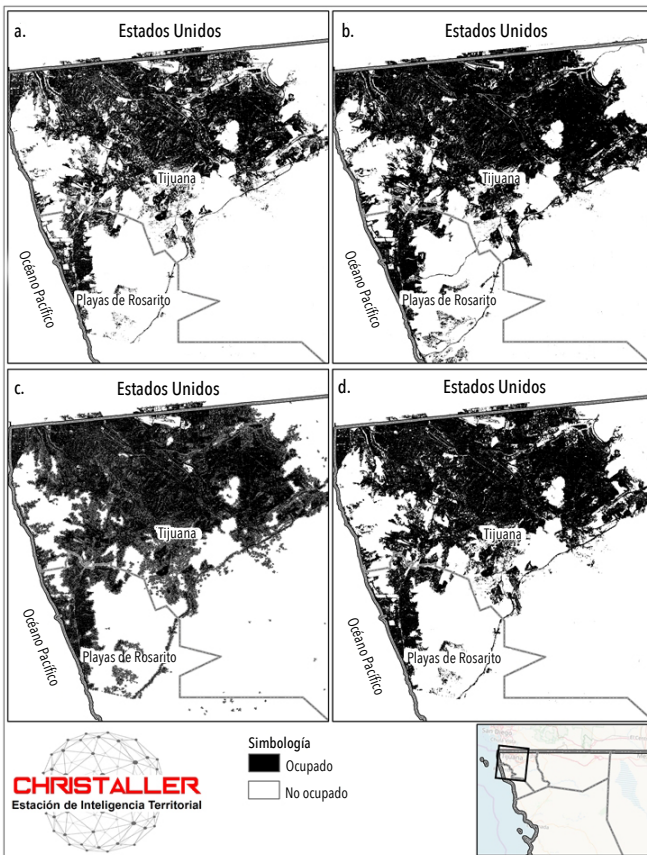 a.
Estados Unidos
Tijuana
Océano Pacífico
Playas de Rosarito
b.
Estados Unidos
Tijuana
Océano Pacífico
Playas de Rosarito
c.
Estados Unidos
Tijuana
Océano Pacífico
Playas de Rosarito
d.
Estados Unidos
Tijuana
Océano Pacífico
Playas de Rosarito
CHRISTALLER
Estación de Inteligencia Territorial
Simbología
Ocupado
No ocupado
San Diego